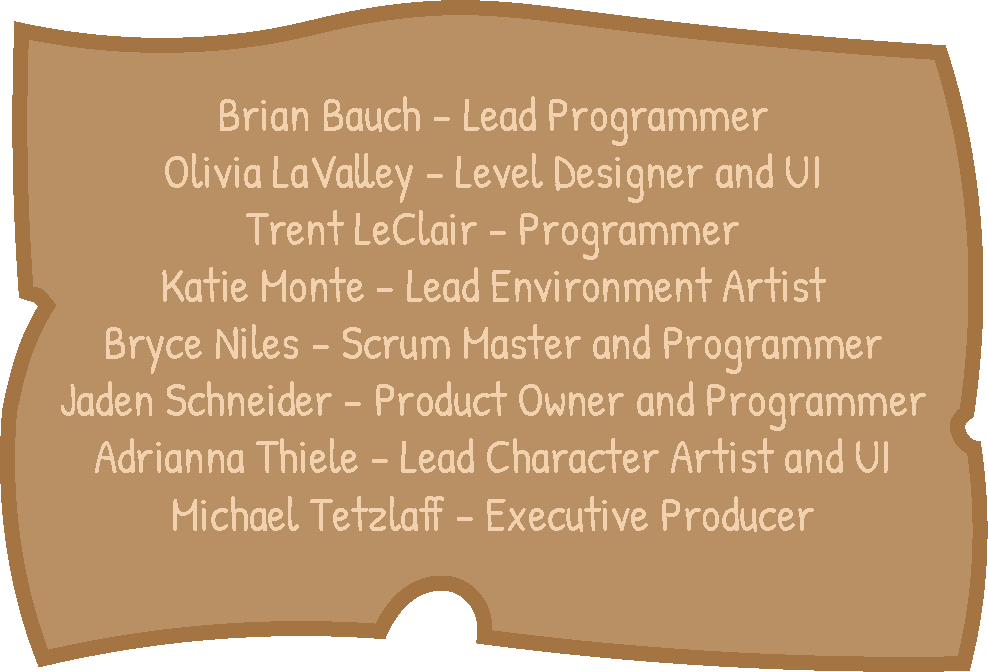 Brian Bauch - Lead Programmer
Olivia LaValley - Level Designer and UI
Trent LeClair - Programmer
Katie Monte - Lead Environment Artist
Bryce Niles - Scrum Master and Programmer
Jaden Schneider - Product Owner and Programmer
Adrianna Thiele - Lead Character Artist and UI
Michael Tetzlaff - Executive Producer